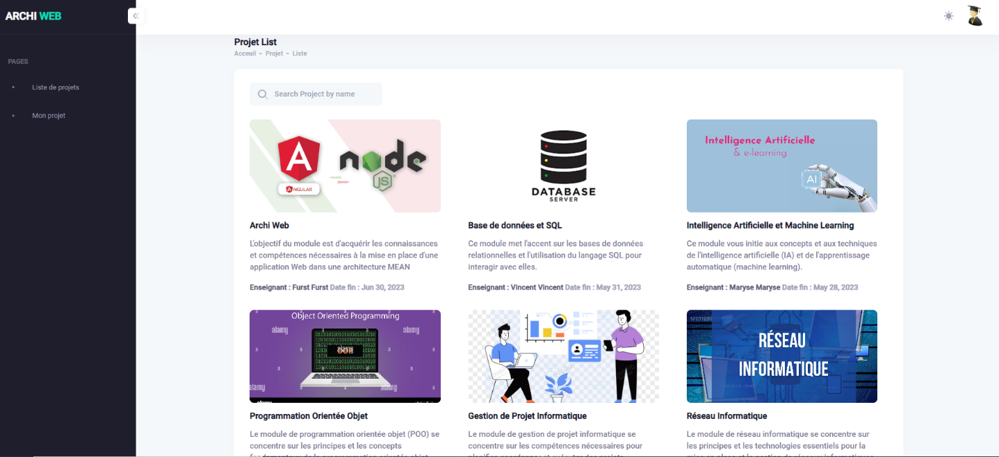 ARCHI WEB
Projet List
Acceuil - Projet - Liste
PAGES
Liste de projets
Mon projet
Search Project by name
ANGULAR
node
JS
DATABASE
SERVER
Intelligence Artificielle
& e-learning
AI
Archi Web
L'objectif du module est d'acquérir les connaissances
et compétences nécessaires à la mise en place d'une
application Web dans une architecture MEAN
Enseignant : Furst Furst Date fin : Jun 30, 2023
Base de données et SQL
Ce module met l'accent sur les bases de données
relationnelles et l'utilisation du langage SQL pour
interagir avec elles.
Enseignant : Vincent Vincent Date fin : May 31, 2023
Intelligence Artificielle et Machine Learning
Ce module vous initie aux concepts et aux techniques
de l'intelligence artificielle (IA) et de l'apprentissage
automatique (machine learning).
Enseignant : Maryse Maryse Date fin : May 28, 2023
Object Oriented Programming
alamy
alamy
OOP
alamy
alamy
RÉSEAU
INFORMATIQUE
Programmation Orientée Objet
Le module de programmation orientée objet (POO) se
concentre sur les principes et les concepts
Gestion de Projet Informatique
Le module de gestion de projet informatique se
concentre sur les compétences nécessaires pour
Réseau Informatique
Le module de réseau informatique se concentre sur
les principes et les technologies essentiels pour la